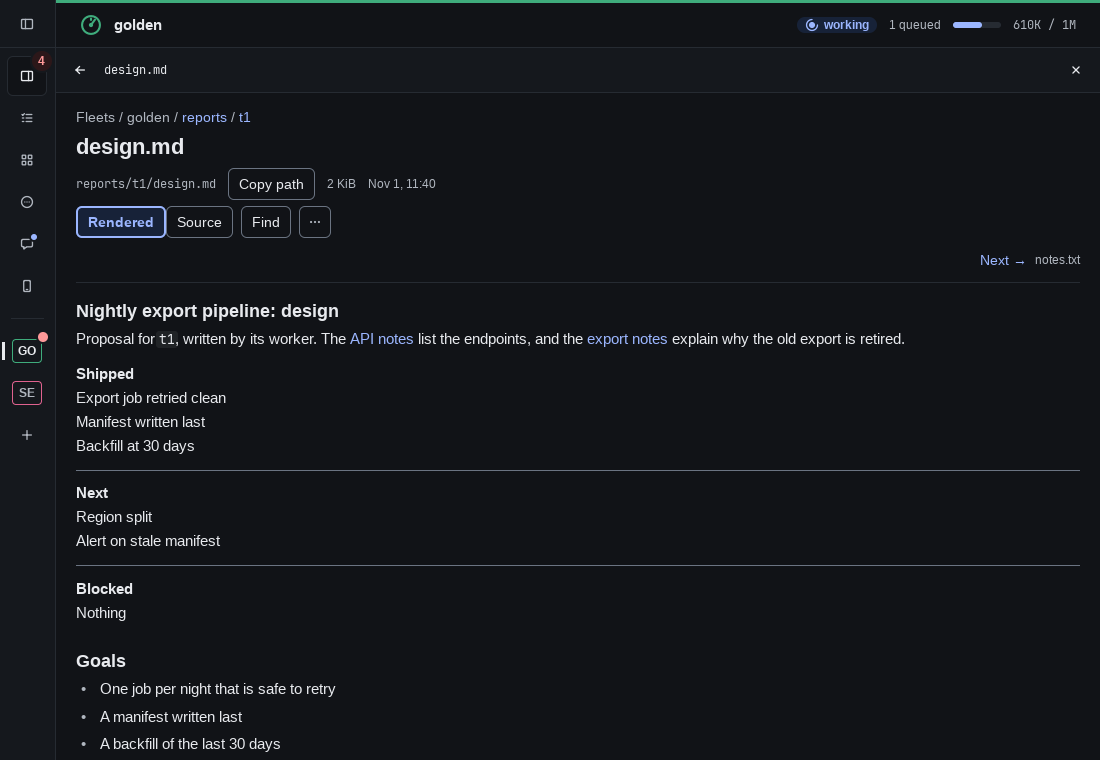 golden
working
1 queued
610K / 1M
4
design.md
Fleets / golden / reports / t1
design.md
reports/t1/design.md
Copy path
2 KiB
Nov 1, 11:40
Rendered
Source
Find
Next → notes.txt
Nightly export pipeline: design
Proposal for t1, written by its worker. The API notes list the endpoints, and the export notes explain why the old export is retired.
Shipped
Export job retried clean
Manifest written last
Backfill at 30 days
Next
Region split
Alert on stale manifest
Blocked
Nothing
Goals
• One job per night that is safe to retry
• A manifest written last
• A backfill of the last 30 days
GO
SE